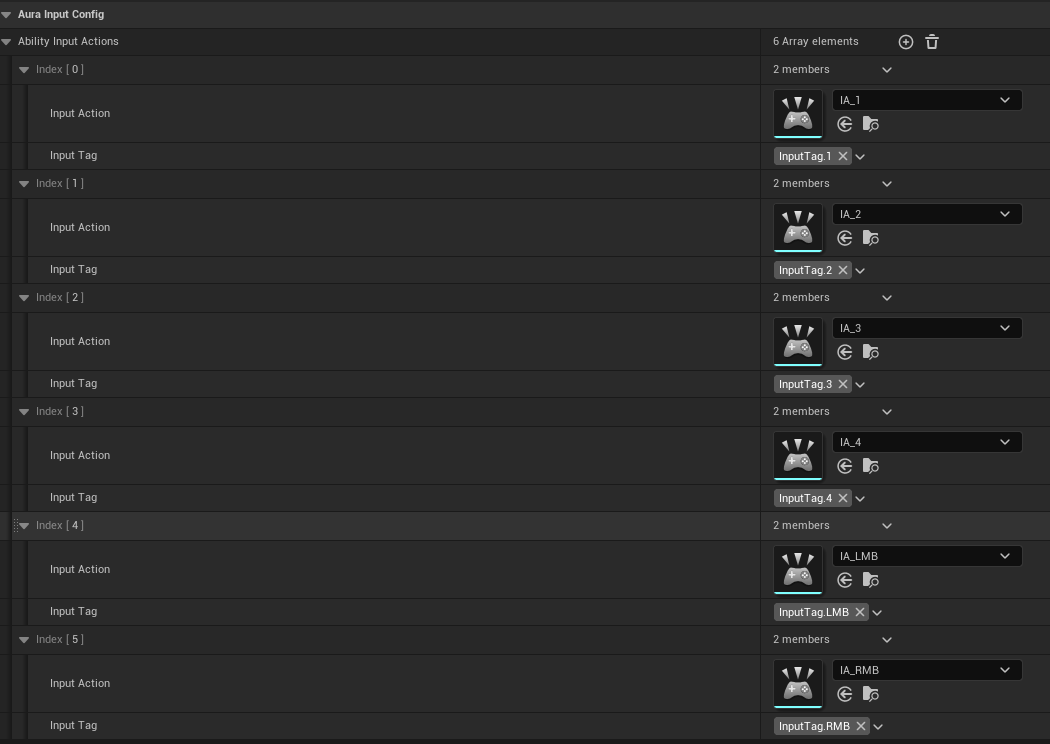 Aura Input Config
Ability Input Actions 6 Array elements
Index [ 0 ] 2 members
Input Action IA_1
Input Tag InputTag.1
Index [ 1 ] 2 members
Input Action IA_2
Input Tag InputTag.2
Index [ 2 ] 2 members
Input Action IA_3
Input Tag InputTag.3
Index [ 3 ] 2 members
Input Action IA_4
Input Tag InputTag.4
Index [ 4 ] 2 members
Input Action IA_LMB
Input Tag InputTag.LMB
Index [ 5 ] 2 members
Input Action IA_RMB
Input Tag InputTag.RMB